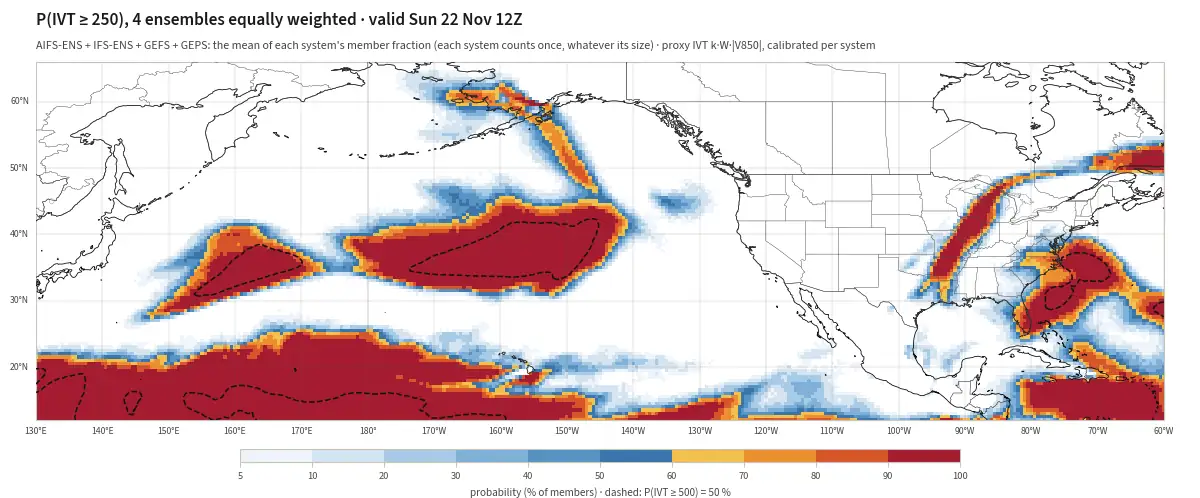 P(IVT ≥ 250), 4 ensembles equally weighted · valid Sun 22 Nov 12Z
AIFS-ENS + IFS-ENS + GEFS + GEPS: the mean of each system's member fraction (each system counts once, whatever its size) · proxy IVT k·W·|V850|, calibrated per system
60°N
50°N
40°N
30°N
20°N
130°E 140°E 150°E 160°E 170°E 180° 170°W 160°W 150°W 140°W 130°W 120°W 110°W 100°W 90°W 80°W 70°W 60°W
5 10 20 30 40 50 60 70 80 90 100
probability (% of members) · dashed: P(IVT ≥ 500) = 50 %